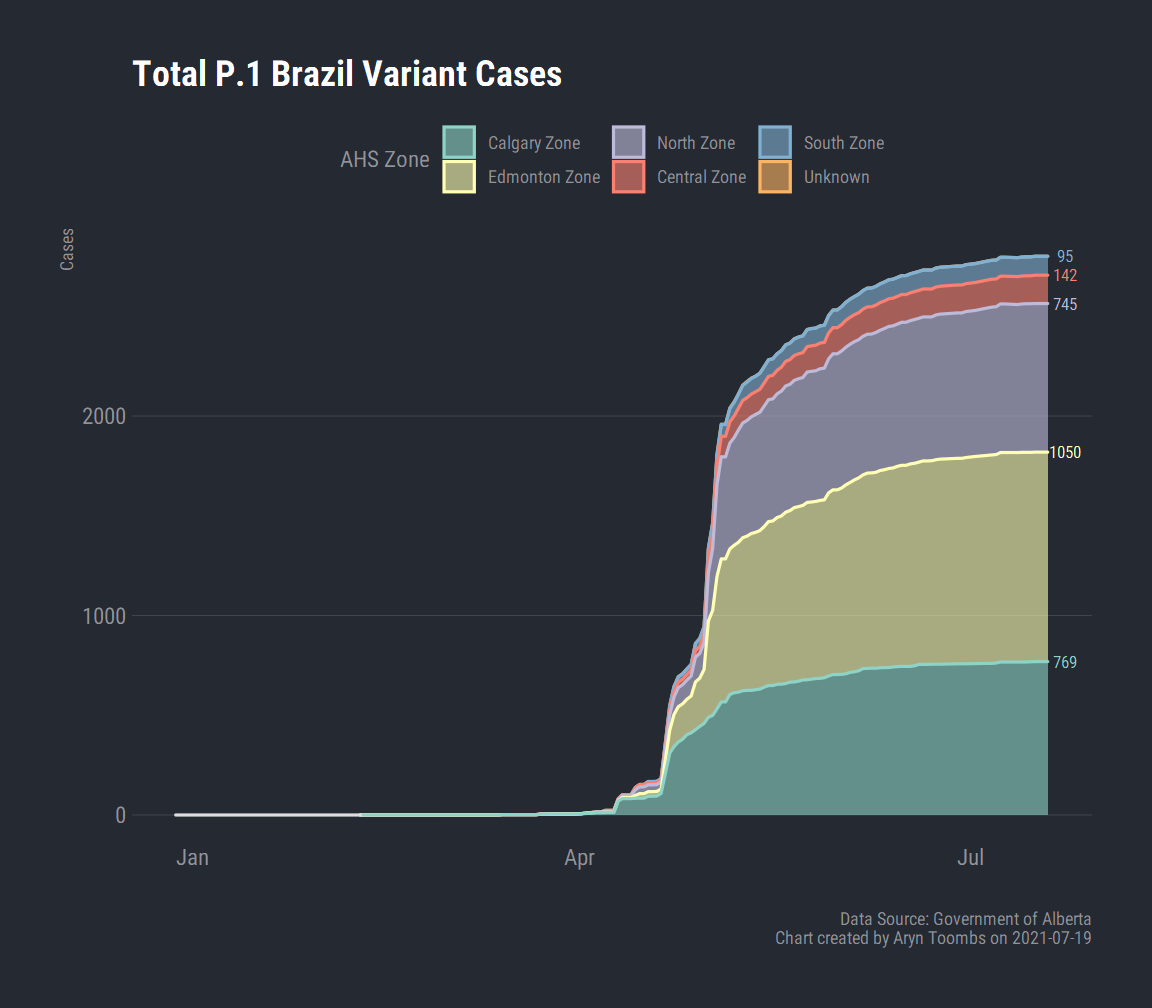 Total P.1 Brazil Variant Cases
AHS Zone
Calgary Zone
North Zone
South Zone
Edmonton Zone
Central Zone
Unknown
Cases
95
142
745
2000
1050
1000
769
0
Jan
Apr
Jul
Data Source: Government of Alberta
Chart created by Aryn Toombs on 2021-07-19